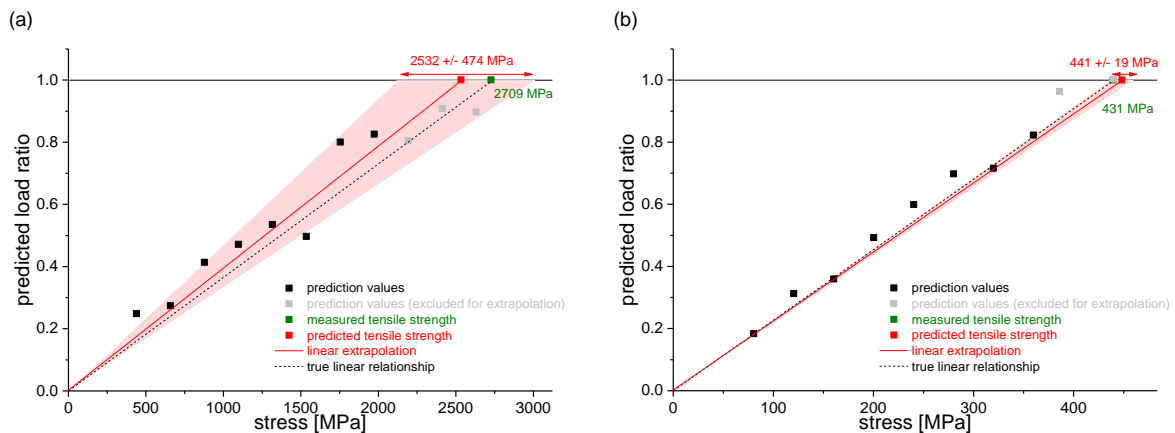 (a)
2532 +/- 474 MPa
2709 MPa
predicted load ratio
1.0
0.8
0.6
0.4
0.2
0.0
prediction values
prediction values (excluded for extrapolation)
measured tensile strength
predicted tensile strength
linear extrapolation
true linear relationship
0 500 1000 1500 2000 2500 3000
stress [MPa]
(b)
441 +/- 19 MPa
431 MPa
predicted load ratio
1.0
0.8
0.6
0.4
0.2
0.0
prediction values
prediction values (excluded for extrapolation)
measured tensile strength
predicted tensile strength
linear extrapolation
true linear relationship
0 100 200 300 400
stress [MPa]